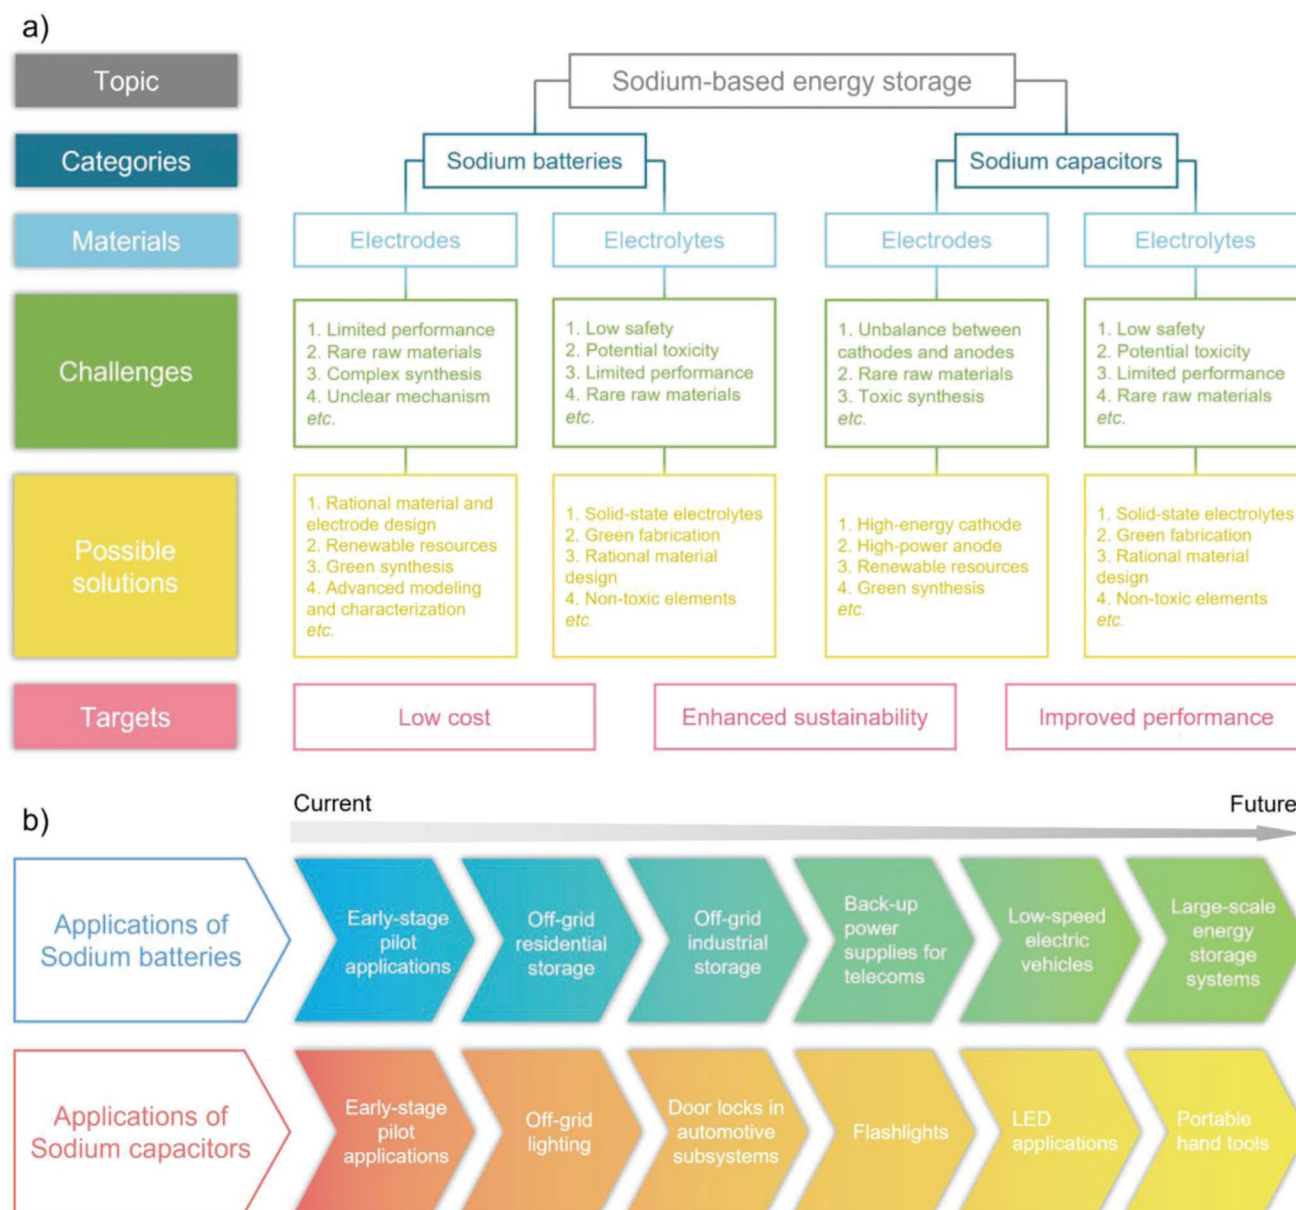 a)
Topic
Sodium-based energy storage
Categories
Sodium batteries
Sodium capacitors
Materials
Electrodes
Electrolytes
Electrodes
Electrolytes
Challenges
1. Limited performance
2. Rare raw materials
3. Complex synthesis
4. Unclear mechanism
etc.
1. Low safety
2. Potential toxicity
3. Limited performance
4. Rare raw materials
etc.
1. Unbalance between
cathodes and anodes
2. Rare raw materials
3. Toxic synthesis
etc.
1. Low safety
2. Potential toxicity
3. Limited performance
4. Rare raw materials
etc.
Possible
solutions
1. Rational material and
electrode design
2. Renewable resources
3. Green synthesis
4. Advanced modeling
and characterization
etc.
1. Solid-state electrolytes
2. Green fabrication
3. Rational material
design
4. Non-toxic elements
etc.
1. High-energy cathode
2. High-power anode
3. Renewable resources
4. Green synthesis
etc.
1. Solid-state electrolytes
2. Green fabrication
3. Rational material
design
4. Non-toxic elements
etc.
Targets
Low cost
Enhanced sustainability
Improved performance
b)
Current
Future
Applications of
Sodium batteries
Early-stage
pilot
applications
Off-grid
residential
storage
Off-grid
industrial
storage
Back-up
power
supplies for
telecoms
Low-speed
electric
vehicles
Large-scale
energy
storage
systems
Applications of
Sodium capacitors
Early-stage
pilot
applications
Off-grid
lighting
Door locks in
automotive
subsystems
Flashlights
LED
applications
Portable
hand tools